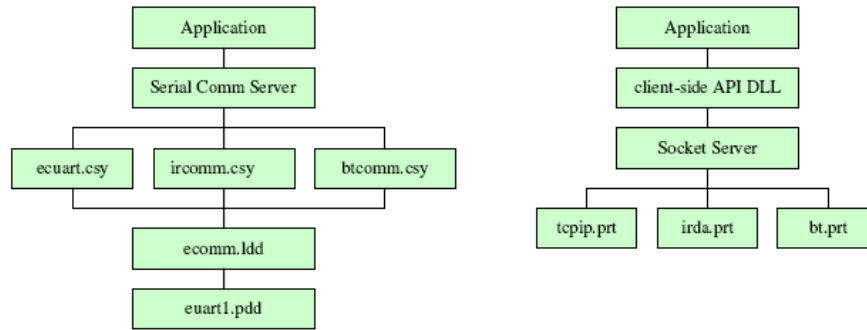 Application
Serial Comm Server
ecuart.csy
ircomm.csy
btcomm.csy
ecomm.ldd
euart1.pdd
Application
client-side API DLL
Socket Server
tcpip.prt
irda.prt
bt.prt